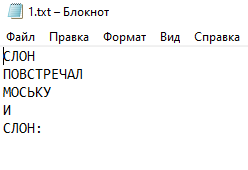 1.txt – Блокнот
Файл Правка Формат Вид Справка
СЛОН
ПОВСТРЕЧАЛ
МОСЬКУ
И
СЛОН: